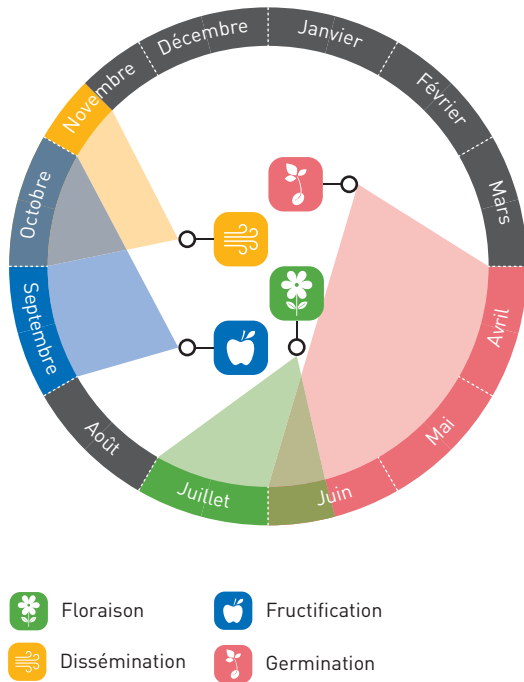 Janvier
Février
Mars
Avril
Mai
Juin
Juillet
Août
Septembre
Octobre
Novembre
Décembre
Floraison
Fructification
Dissémination
Germination